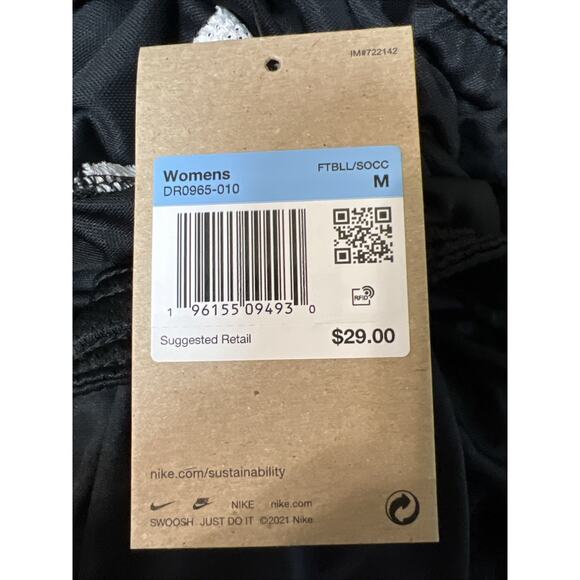 IM#722142
Womens FTBLL/SOCC
DR0965-010 M
1 96155 09493 0
RFID
Suggested Retail $29.00
nike.com/sustainability
NIKE nike.com
SWOOSH JUST DO IT ©2021 Nike